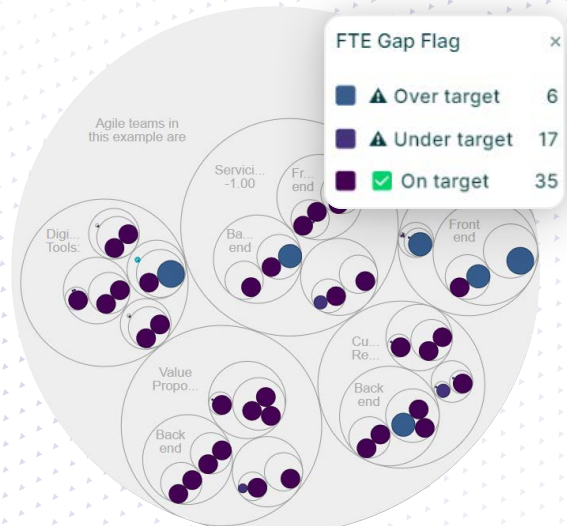 FTE Gap Flag ×
Over target 6
Under target 17
On target 35
Agile teams in
this example are
Servici...
-1.00
Fr...
end
Ba...
end
Front
end
Digi...
Tools:
Cu...
Re...
Back
end
Value
Propo...
Back
end